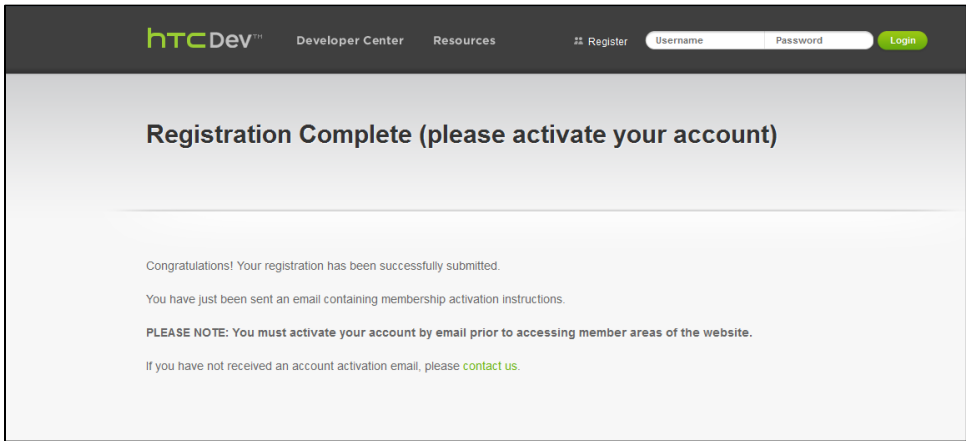 hTC Dev™ Developer Center Resources Register Username Password Login
Registration Complete (please activate your account)
Congratulations! Your registration has been successfully submitted.
You have just been sent an email containing membership activation instructions.
PLEASE NOTE: You must activate your account by email prior to accessing member areas of the website.
If you have not received an account activation email, please contact us.